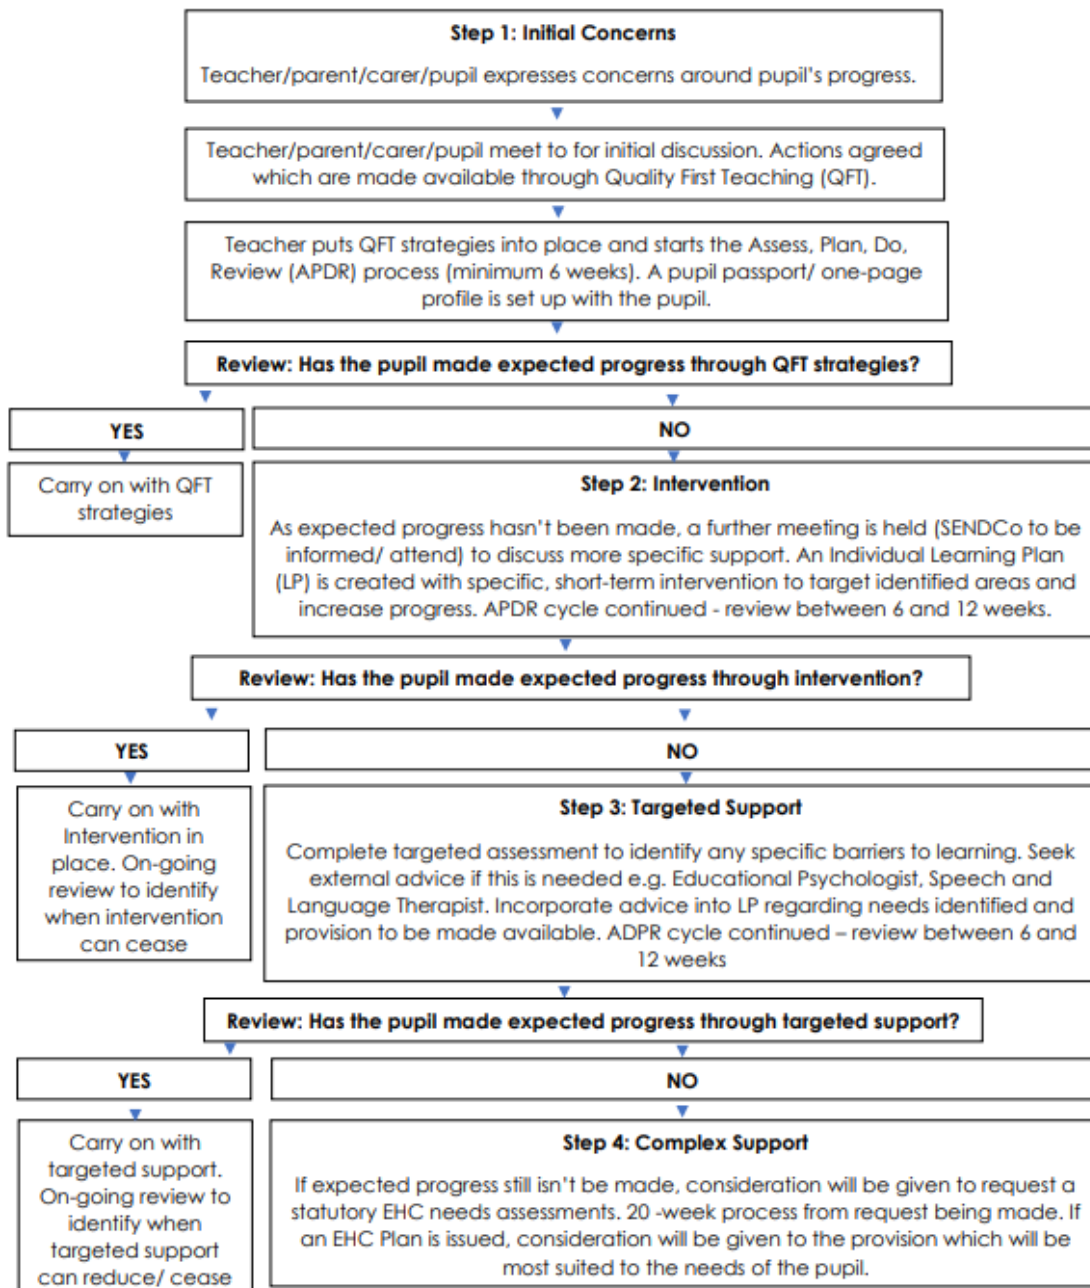 Step 1: Initial Concerns
Teacher/parent/carer/pupil expresses concerns around pupil's progress.
Teacher/parent/carer/pupil meet to for initial discussion. Actions agreed
which are made available through Quality First Teaching (QFT).
Teacher puts QFT strategies into place and starts the Assess, Plan, Do,
Review (APDR) process (minimum 6 weeks). A pupil passport/ one-page
profile is set up with the pupil.
Review: Has the pupil made expected progress through QFT strategies?
YES
NO
Carry on with QFT
strategies
Step 2: Intervention
As expected progress hasn't been made, a further meeting is held (SENDCo to be
informed/ attend) to discuss more specific support. An Individual Learning Plan
(LP) is created with specific, short-term intervention to target identified areas and
increase progress. APDR cycle continued - review between 6 and 12 weeks.
Review: Has the pupil made expected progress through intervention?
YES
NO
Carry on with
Intervention in
place. On-going
review to identify
when intervention
can cease
Step 3: Targeted Support
Complete targeted assessment to identify any specific barriers to learning. Seek
external advice if this is needed e.g. Educational Psychologist, Speech and
Language Therapist. Incorporate advice into LP regarding needs identified and
provision to be made available. ADPR cycle continued – review between 6 and
12 weeks
Review: Has the pupil made expected progress through targeted support?
YES
NO
Carry on with
targeted support.
On-going review to
identify when
targeted support
can reduce/ cease
Step 4: Complex Support
If expected progress still isn't be made, consideration will be given to request a
statutory EHC needs assessments. 20 -week process from request being made. If
an EHC Plan is issued, consideration will be given to the provision which will be
most suited to the needs of the pupil.